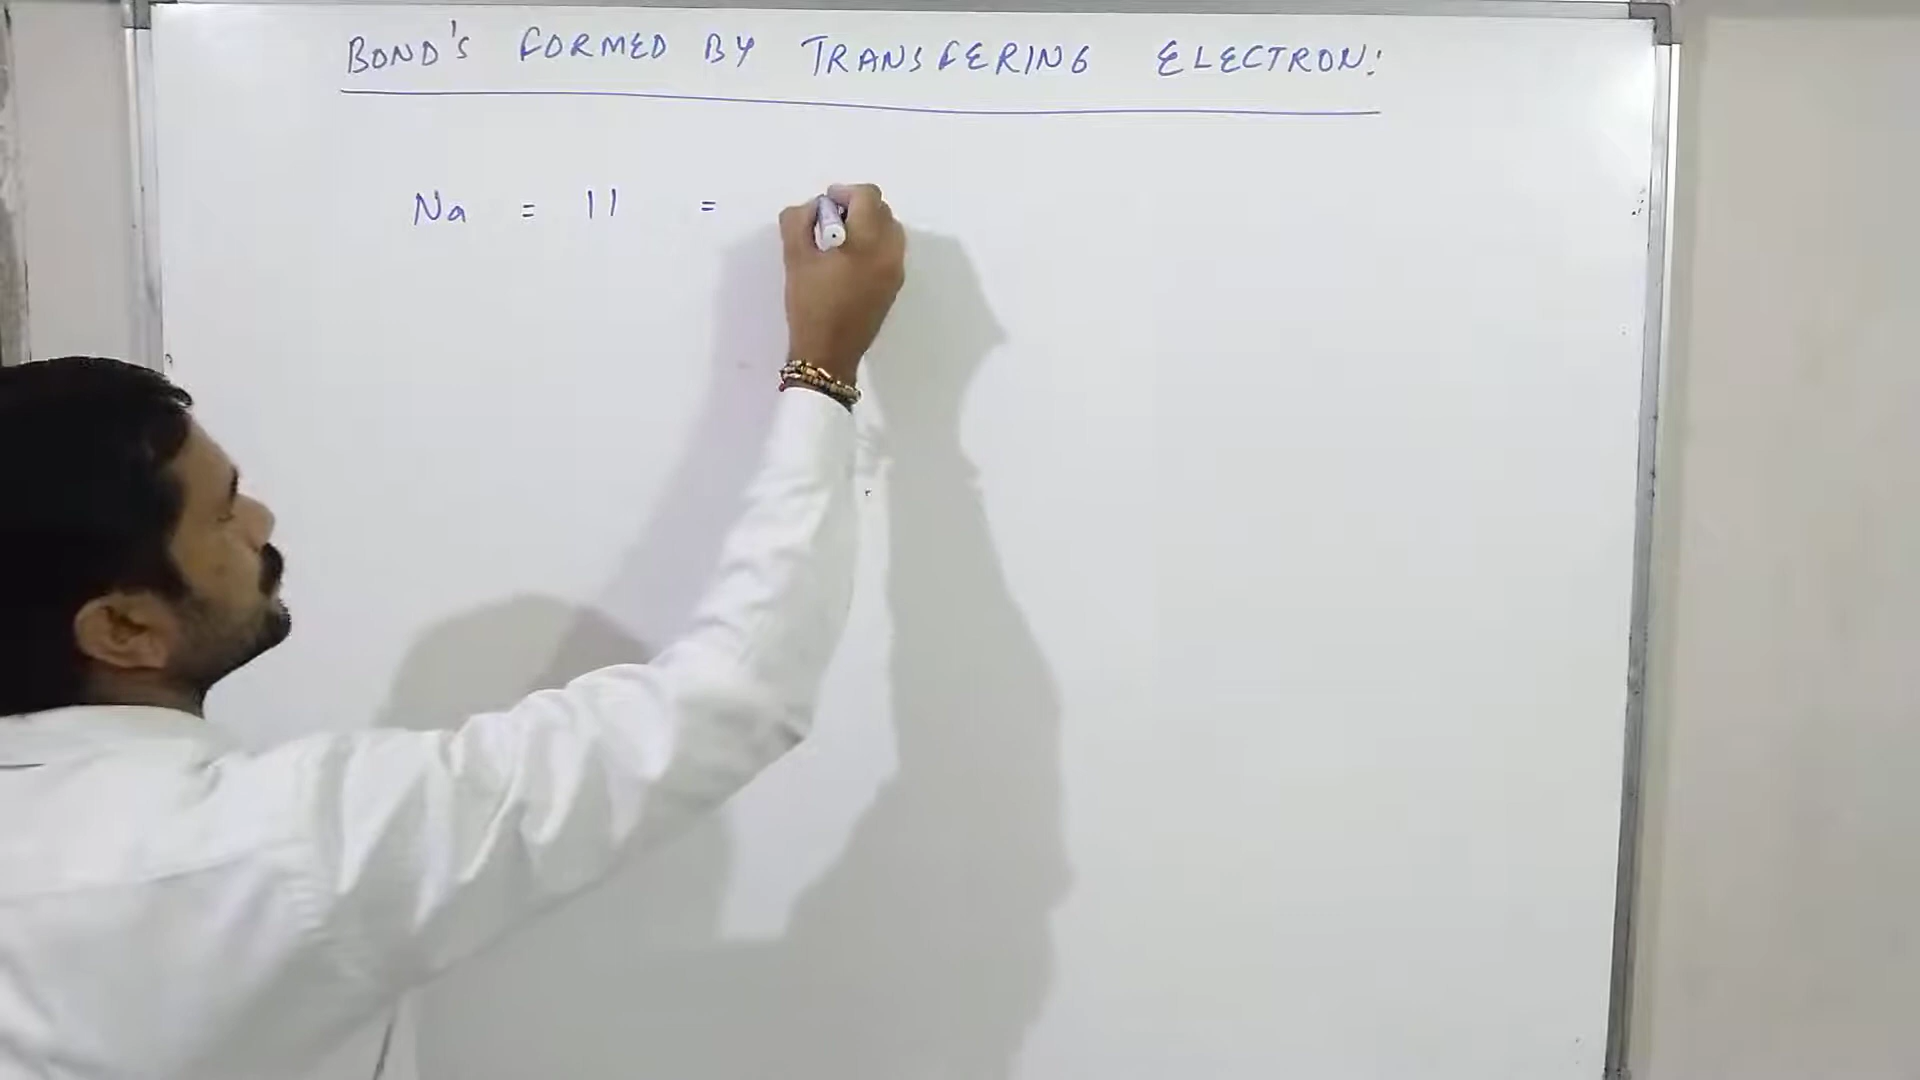 BOND'S FORMED BY TRANSFERING ELECTRON:
Na = 11 =